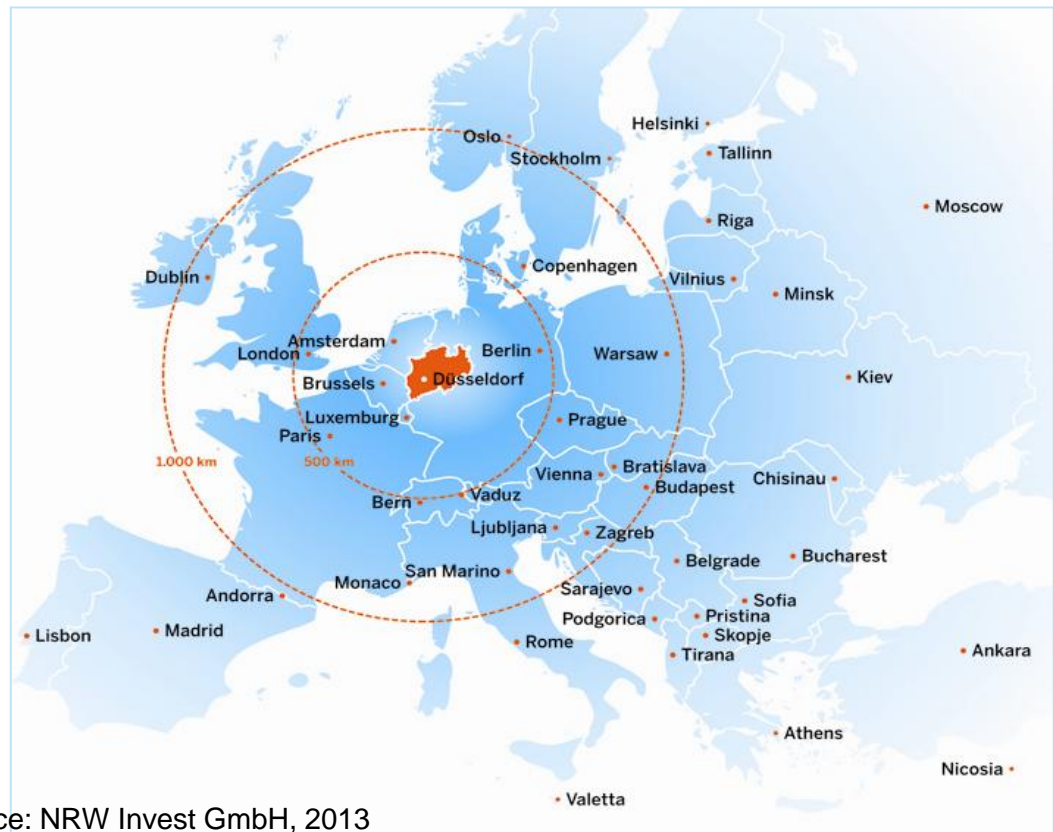 Helsinki
Oslo
Tallinn
Stockholm
Moscow
Riga
Copenhagen
Dublin
Vilnius
Minsk
Amsterdam
Berlin
London
Warsaw
Kiev
Düsseldorf
Brussels
Luxemburg
Prague
Paris
1.000 km
500 km
Bratislava
Vienna
Chisinau
Budapest
Vaduz
Bern
Ljubljana
Zagreb
Bucharest
Belgrade
San Marino
Monaco
Sarajevo
Andorra
Sofia
Pristina
Podgorica
Madrid
Lisbon
Skopje
Rome
Ankara
Tirana
Athens
Nicosia
Valetta
ce: NRW Invest GmbH, 2013